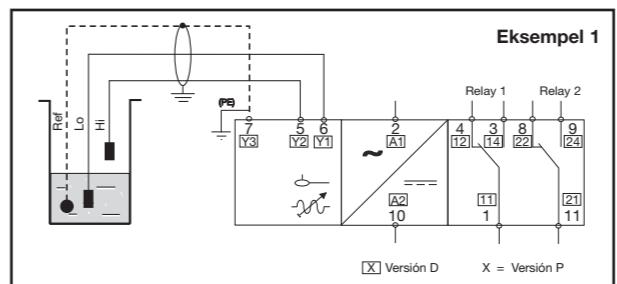 Eksempel 1
Ref
Lo
Hi
(PE)
Relay 1 Relay 2
7 5 6 2 4 3 8 9
Y3 Y2 Y1 A1 12 14 22 24
~
A2 11 21
10 1 11
X Versión D X = Versión P